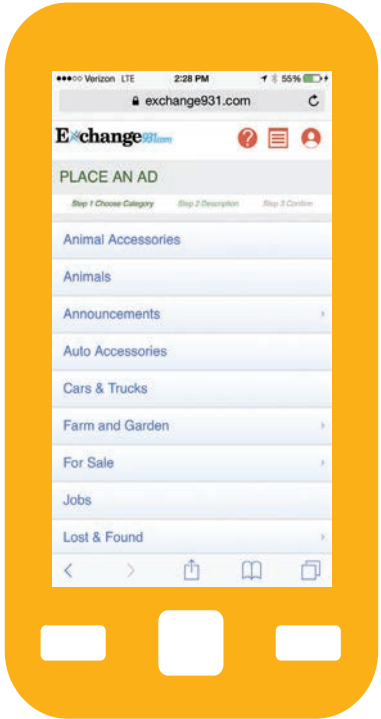 Verizon LTE 2:28 PM 55%
exchange931.com
Exchange931.com
PLACE AN AD
Step 1 Choose Category Step 2 Description Step 3 Confirm
Animal Accessories
Animals
Announcements
Auto Accessories
Cars & Trucks
Farm and Garden
For Sale
Jobs
Lost & Found